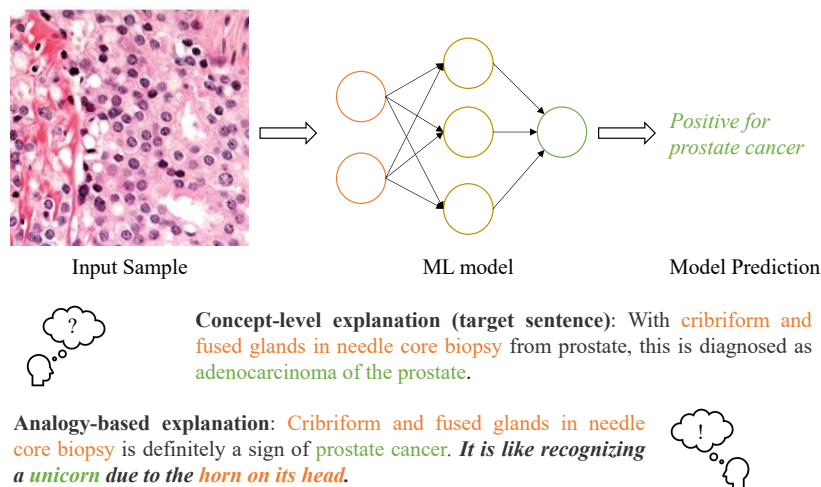 Positive for
prostate cancer
Input Sample
ML model
Model Prediction
?
Concept-level explanation (target sentence): With cribriform and
fused glands in needle core biopsy from prostate, this is diagnosed as
adenocarcinoma of the prostate.
Analogy-based explanation: Cribriform and fused glands in needle
core biopsy is definitely a sign of prostate cancer. It is like recognizing
a unicorn due to the horn on its head.
!